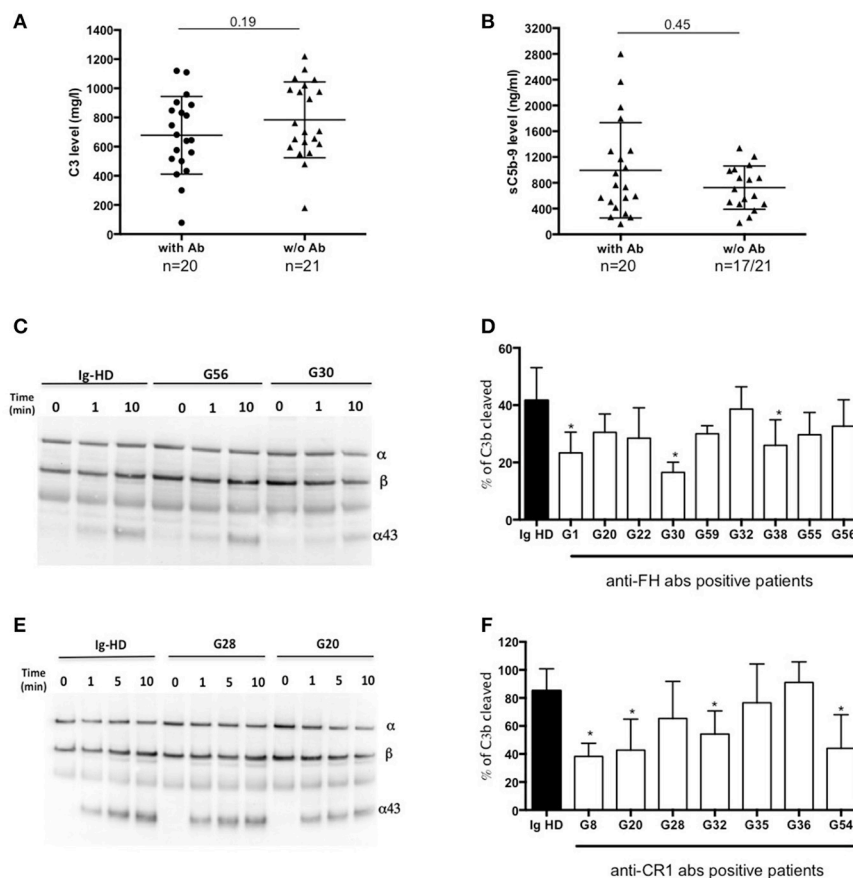 A
0.19
C3 level (mg/l)
1400
1200
1000
800
600
400
200
0
with Ab w/o Ab
n=20 n=21
B
0.45
sC5b-9 level (ng/ml)
3200
2800
2400
2000
1600
1200
800
400
0
with Ab w/o Ab
n=20 n=17/21
C
Ig-HD G56 G30
Time
(min)
0 1 10 0 1 10 0 1 10
α
β
α43
D
% of C3b cleaved
60
40
20
0
* * *
Ig HD G1 G20 G22 G30 G59 G32 G38 G55 G56
anti-FH abs positive patients
E
Ig-HD G28 G20
Time
(min)
0 1 5 10 0 1 5 10 0 1 5 10
α
β
α43
F
% of C3b cleaved
120
100
80
60
40
20
0
* * * *
Ig HD G8 G20 G28 G32 G35 G36 G54
anti-CR1 abs positive patients